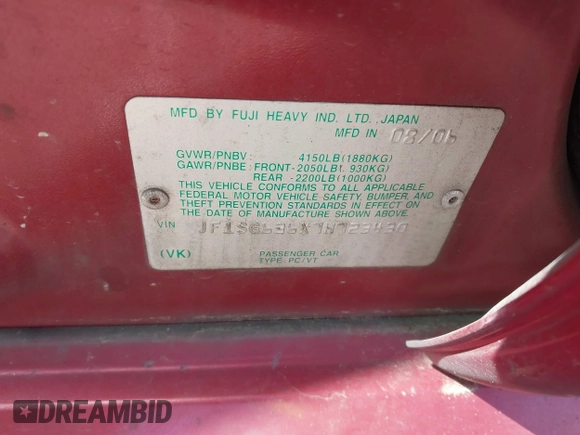 MFD BY FUJI HEAVY IND. LTD. JAPAN
MFD IN 08/06
GVWR/PNBV: 4150LB(1880KG)
GAWR/PNBE: FRONT-2050LB( 930KG)
REAR -2200LB(1000KG)
THIS VEHICLE CONFORMS TO ALL APPLICABLE
FEDERAL MOTOR VEHICLE SAFETY, BUMPER, AND
THEFT PREVENTION STANDARDS IN EFFECT ON
THE DATE OF MANUFACTURE SHOWN ABOVE.
VIN JF1SG636X7H723430
(VK) PASSENGER CAR
TYPE PC/VT
DREAMBID